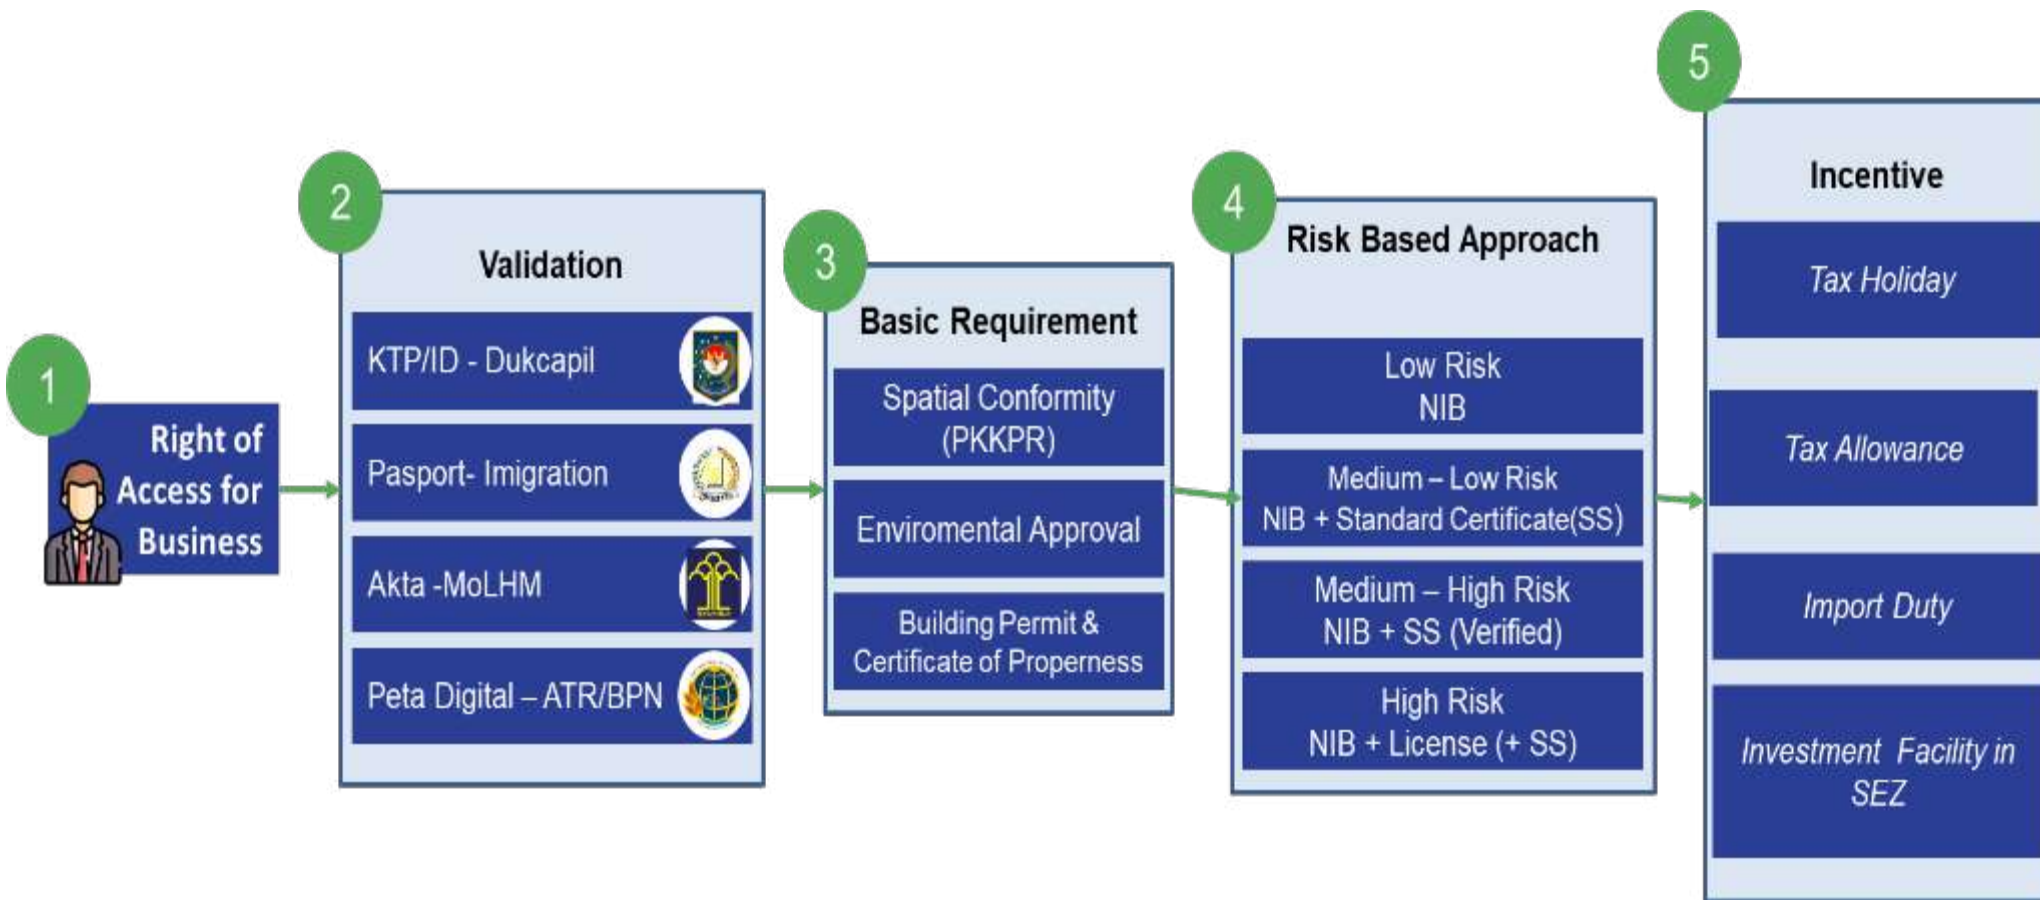 1
Right of
Access for
Business
2
Validation
KTP/ID - Dukcapil
Pasport- Imigration
Akta -MoLHM
Peta Digital – ATR/BPN
3
Basic Requirement
Spatial Conformity
(PKKPR)
Enviromental Approval
Building Permit &
Certificate of Properness
4
Risk Based Approach
Low Risk
NIB
Medium – Low Risk
NIB + Standard Certificate(SS)
Medium – High Risk
NIB + SS (Verified)
High Risk
NIB + License (+ SS)
5
Incentive
Tax Holiday
Tax Allowance
Import Duty
Investment Facility in
SEZ